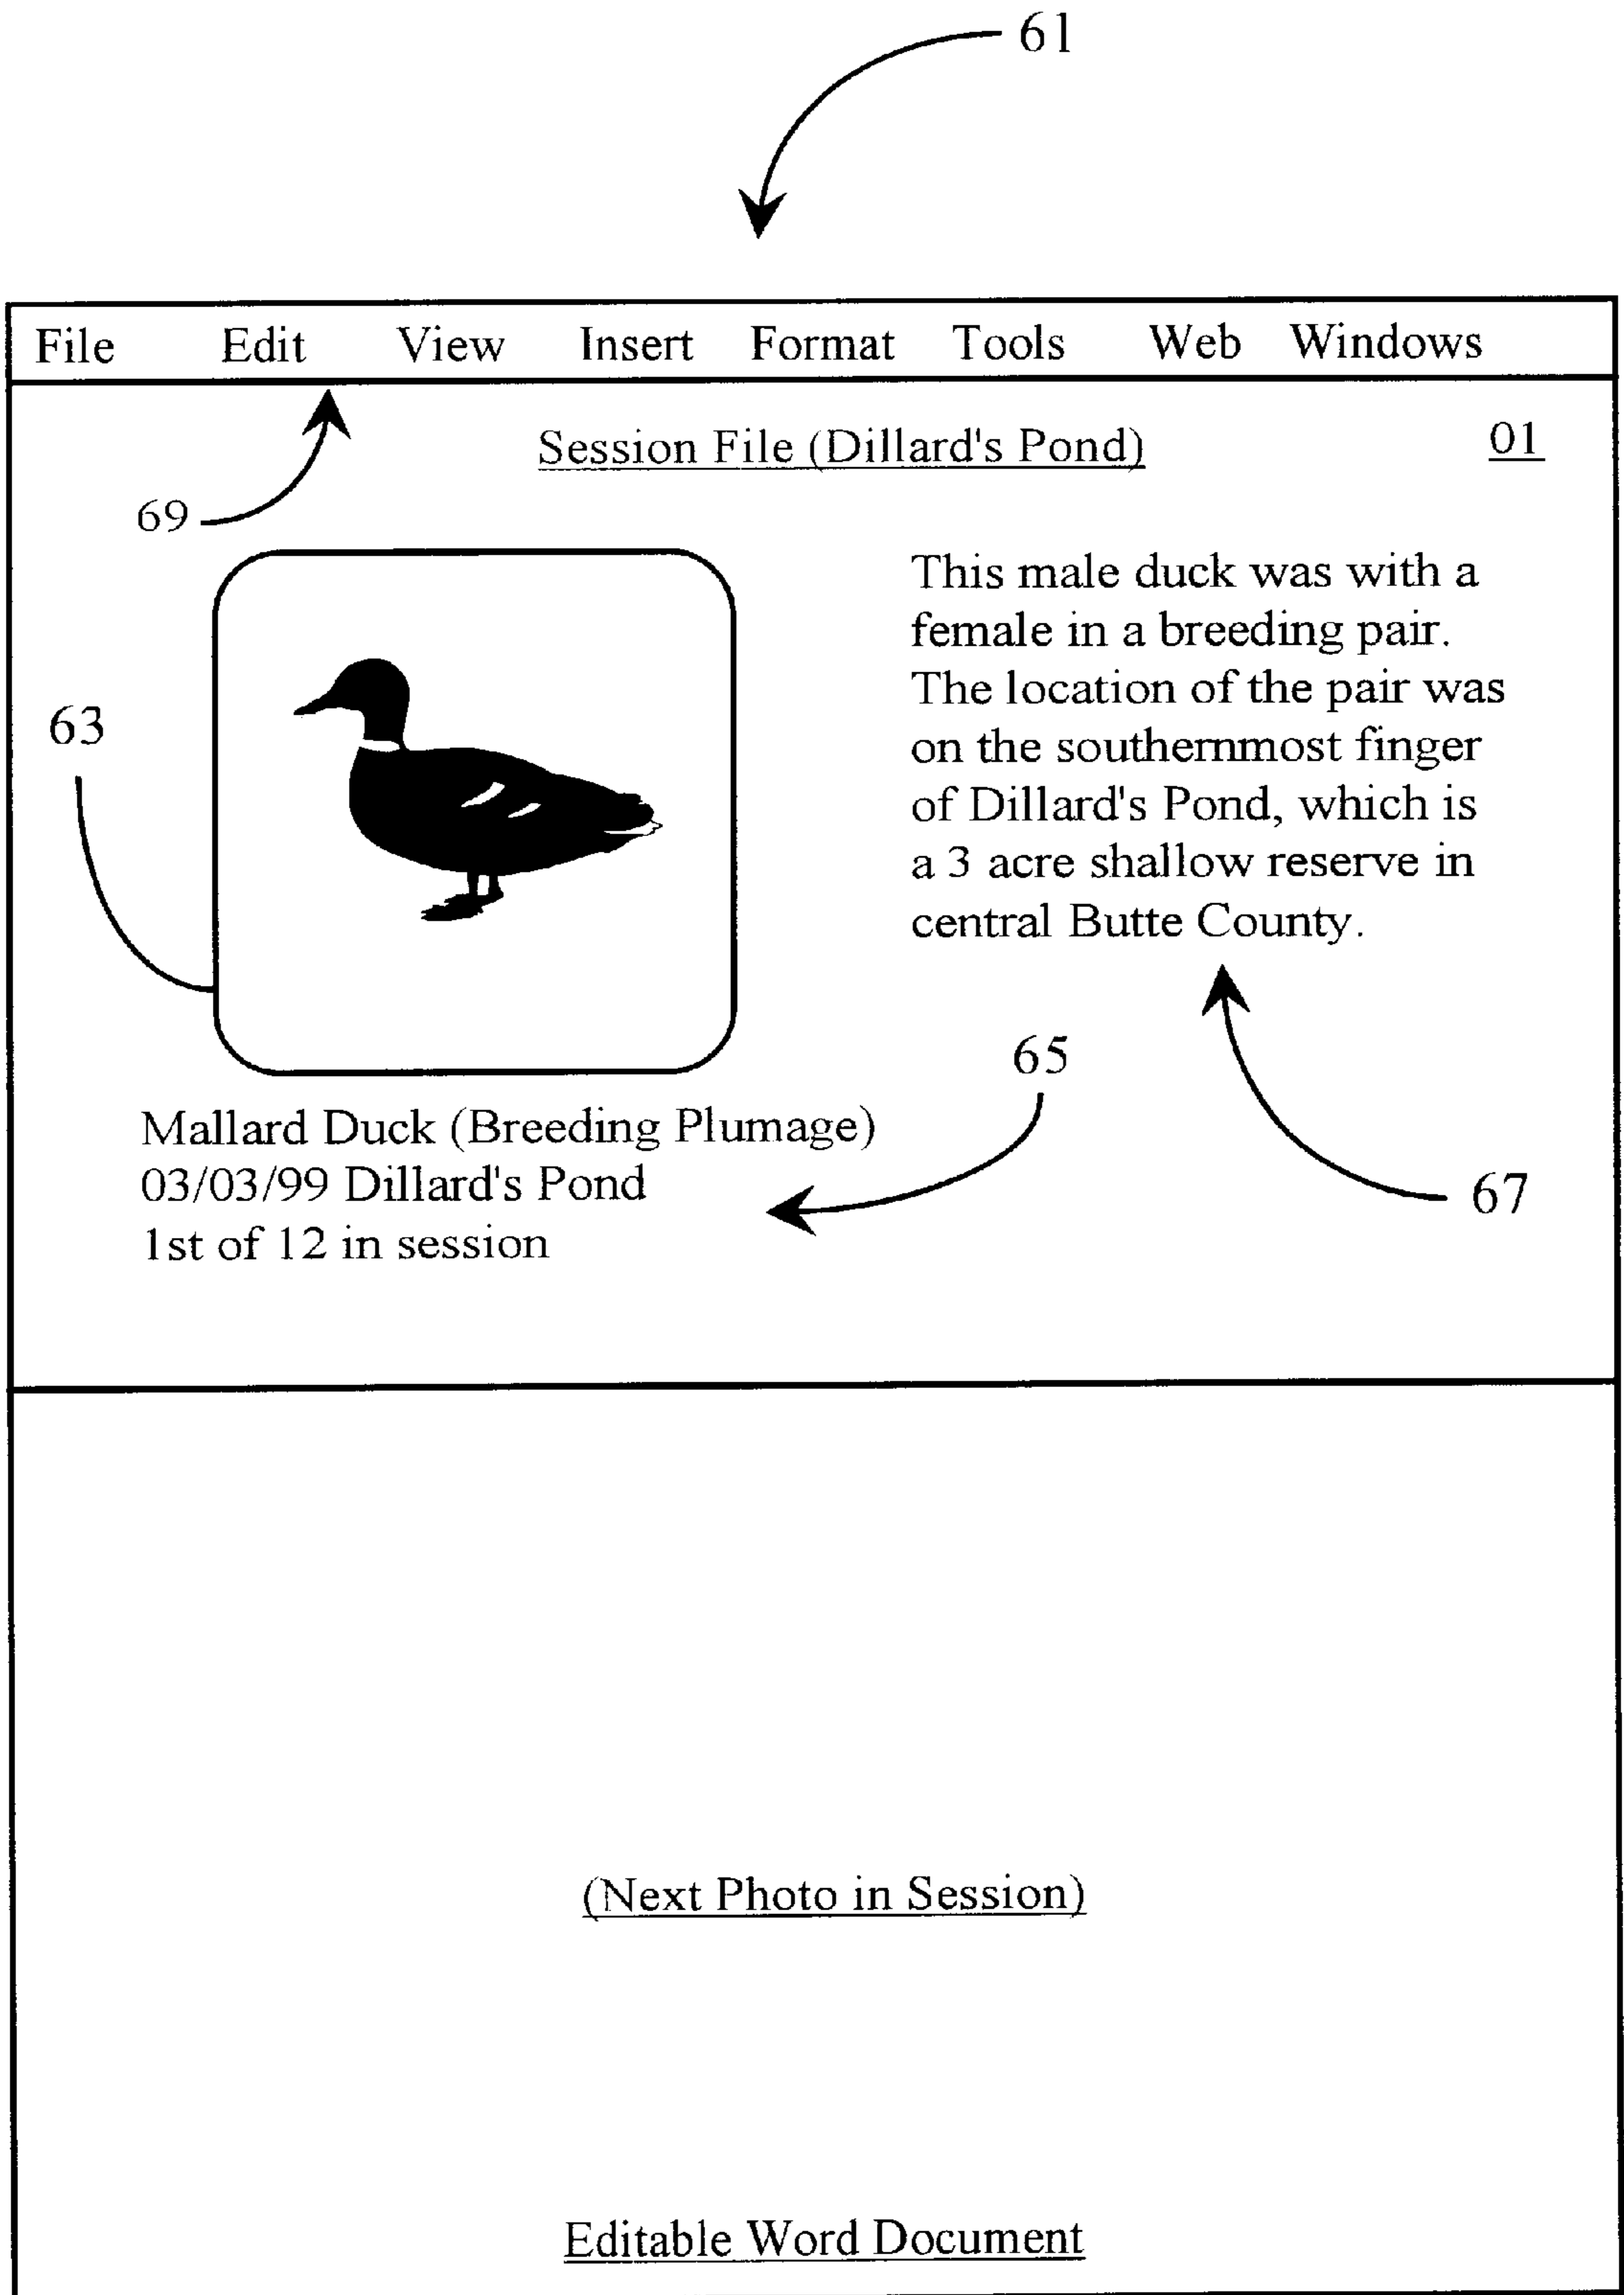 61
File Edit View Insert Format Tools Web Windows
Session File (Dillard's Pond) 01
69
This male duck was with a
female in a breeding pair.
The location of the pair was
on the southernmost finger
of Dillard's Pond, which is
a 3 acre shallow reserve in
central Butte County.
63
65
67
Mallard Duck (Breeding Plumage)
03/03/99 Dillard's Pond
1st of 12 in session
(Next Photo in Session)
Editable Word Document